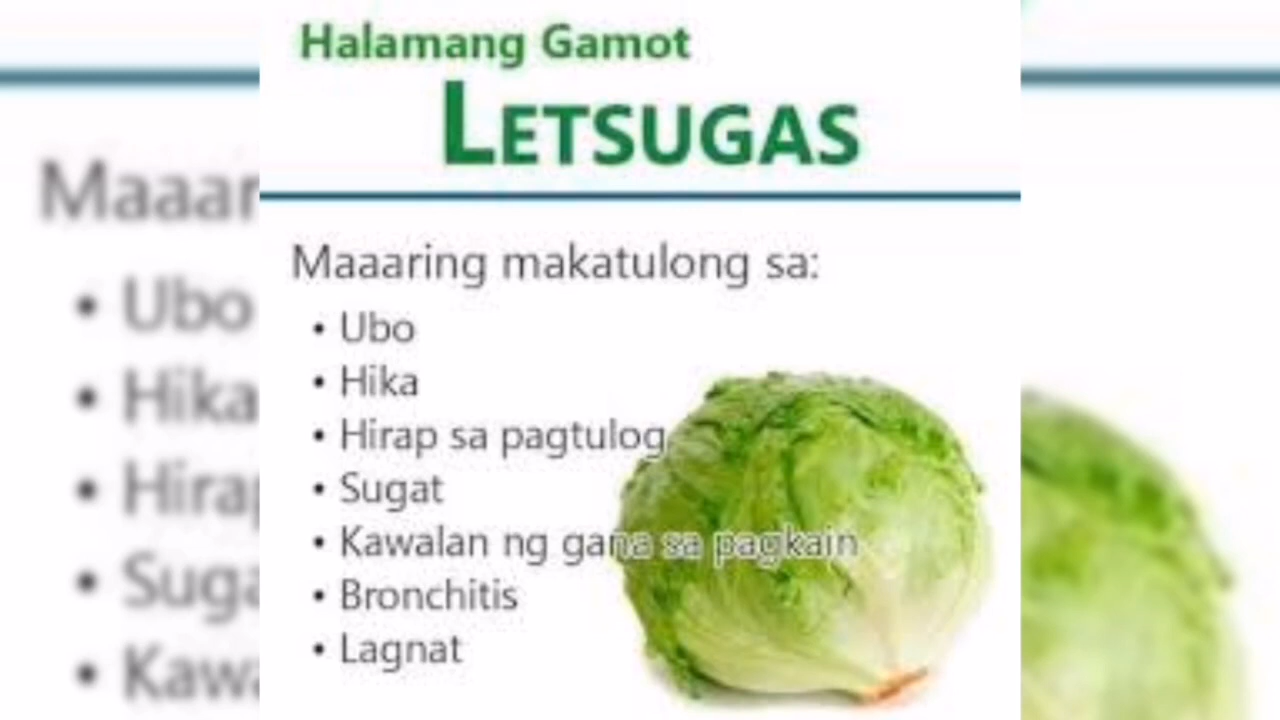 Halamang Gamot
LETSUGAS
Maaaring makatulong sa:
• Ubo
• Hika
• Hirap sa pagtulog
• Sugat
• Kawalan ng gana sa pagkain
• Bronchitis
• Lagnat